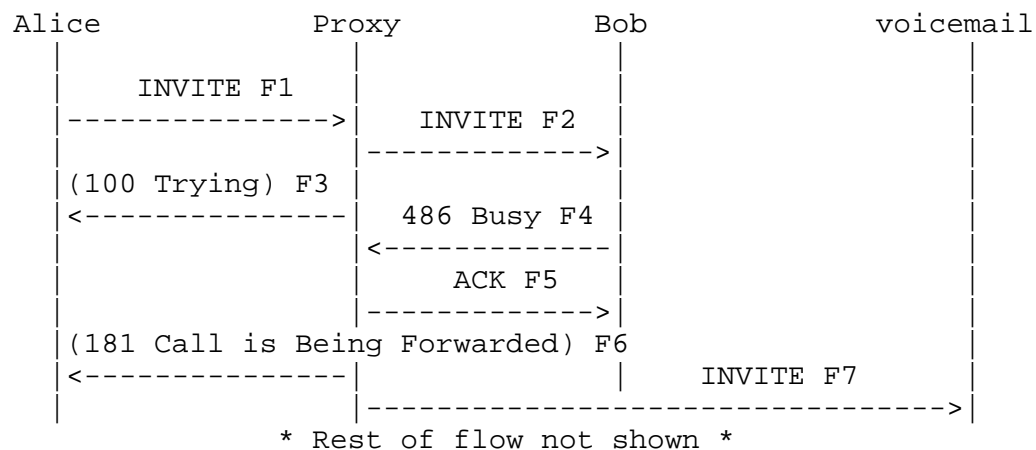 Alice Proxy Bob voicemail
INVITE F1
INVITE F2
(100 Trying) F3
486 Busy F4
ACK F5
(181 Call is Being Forwarded) F6
INVITE F7
* Rest of flow not shown *